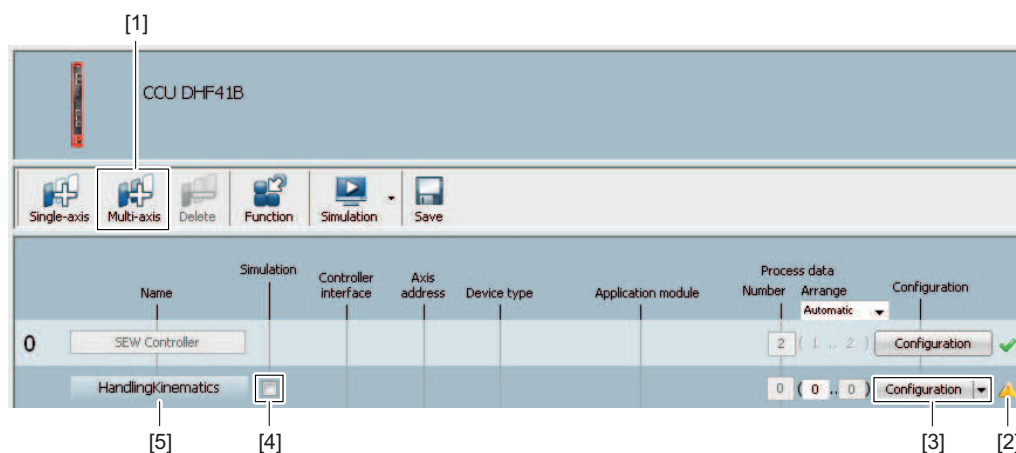 [1]
CCU DHF41B
Single-axis Multi-axis Delete Function Simulation Save
Simulation Process data
Name Controller interface Axis address Device type Application module Number Arrange Configuration
Automatic
0 SEW Controller 2 ( 1 .. 2 ) Configuration
HandlingKinematics 0 ( 0 .. 0 ) Configuration
[5] [4] [3] [2]